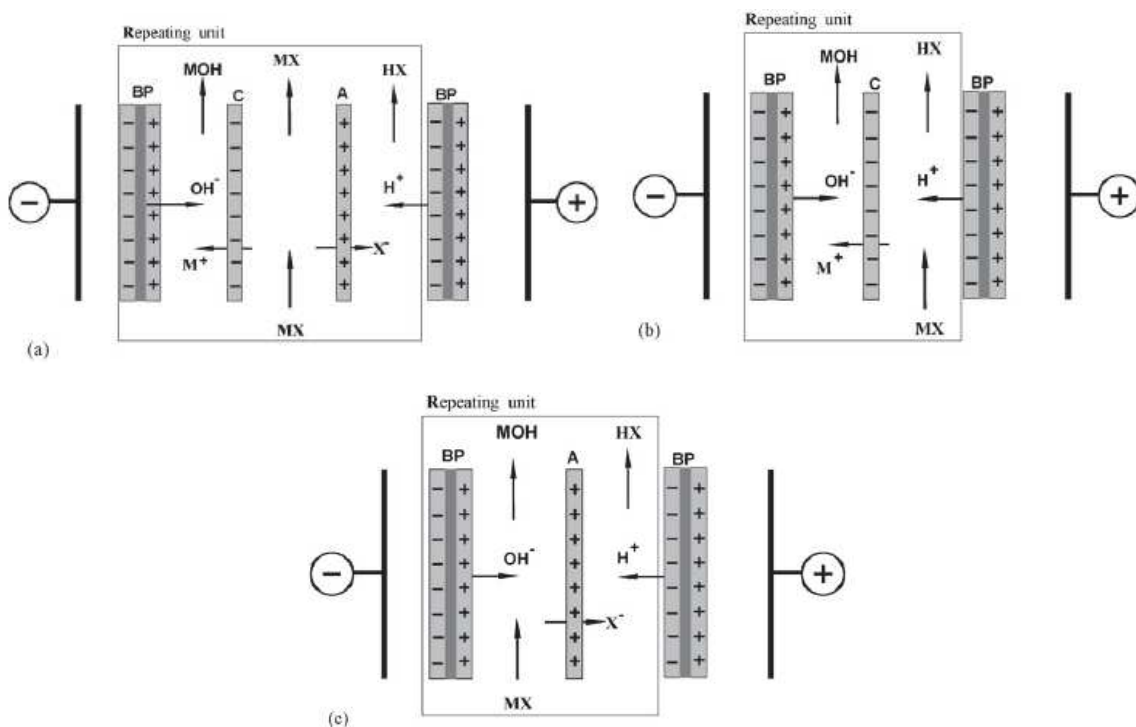 Repeating unit
MOH
MX
HX
BP
C
A
BP
− + − +
− + − +
− + − +
− + − +
− + − +
− + − +
− + − +
− + − +
− + − +
OH⁻
H⁺
−
+
M⁺
X⁻
MX
(a)
Repeating unit
MOH
HX
BP
C
BP
OH⁻
H⁺
−
+
M⁺
MX
(b)
Repeating unit
MOH
HX
BP
A
BP
OH⁻
H⁺
−
+
X⁻
MX
(c)